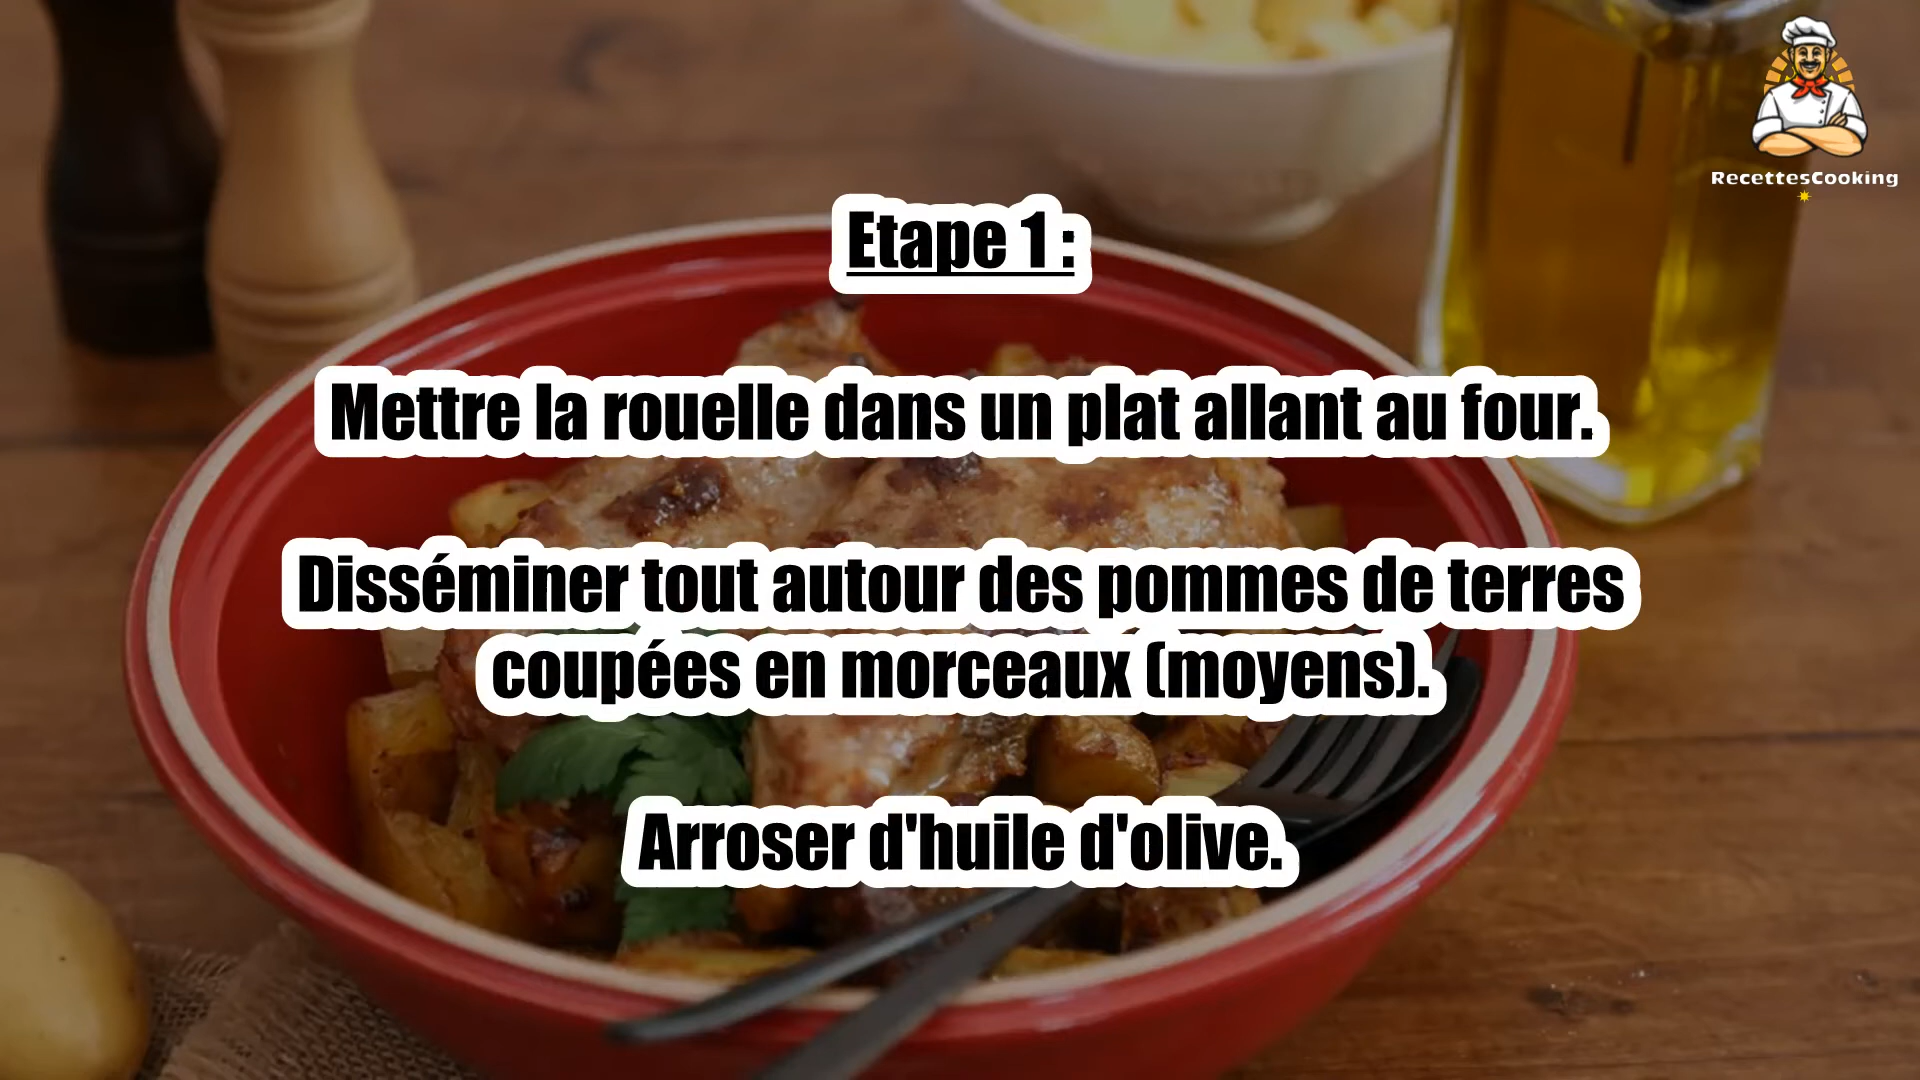 RecettesCooking
Etape 1 :
Mettre la rouelle dans un plat allant au four.
Disséminer tout autour des pommes de terres
coupées en morceaux (moyens).
Arroser d'huile d'olive.